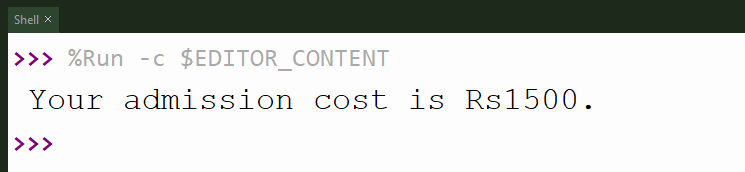 Shell ×
>>> %Run -c $EDITOR_CONTENT
Your admission cost is Rs1500.
>>>